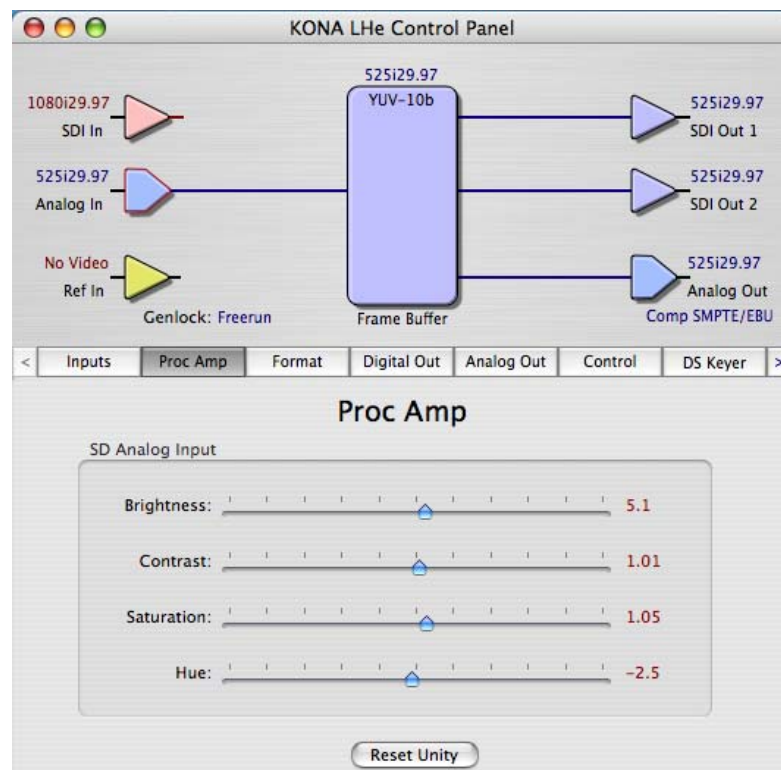 KONA LHe Control Panel
525i29.97
YUV-10b
1080i29.97
SDI In
525i29.97
SDI Out 1
525i29.97
Analog In
525i29.97
SDI Out 2
No Video
Ref In
525i29.97
Analog Out
Genlock: Freerun
Frame Buffer
Comp SMPTE/EBU
< Inputs Proc Amp Format Digital Out Analog Out Control DS Keyer >
Proc Amp
SD Analog Input
Brightness: 5.1
Contrast: 1.01
Saturation: 1.05
Hue: -2.5
Reset Unity